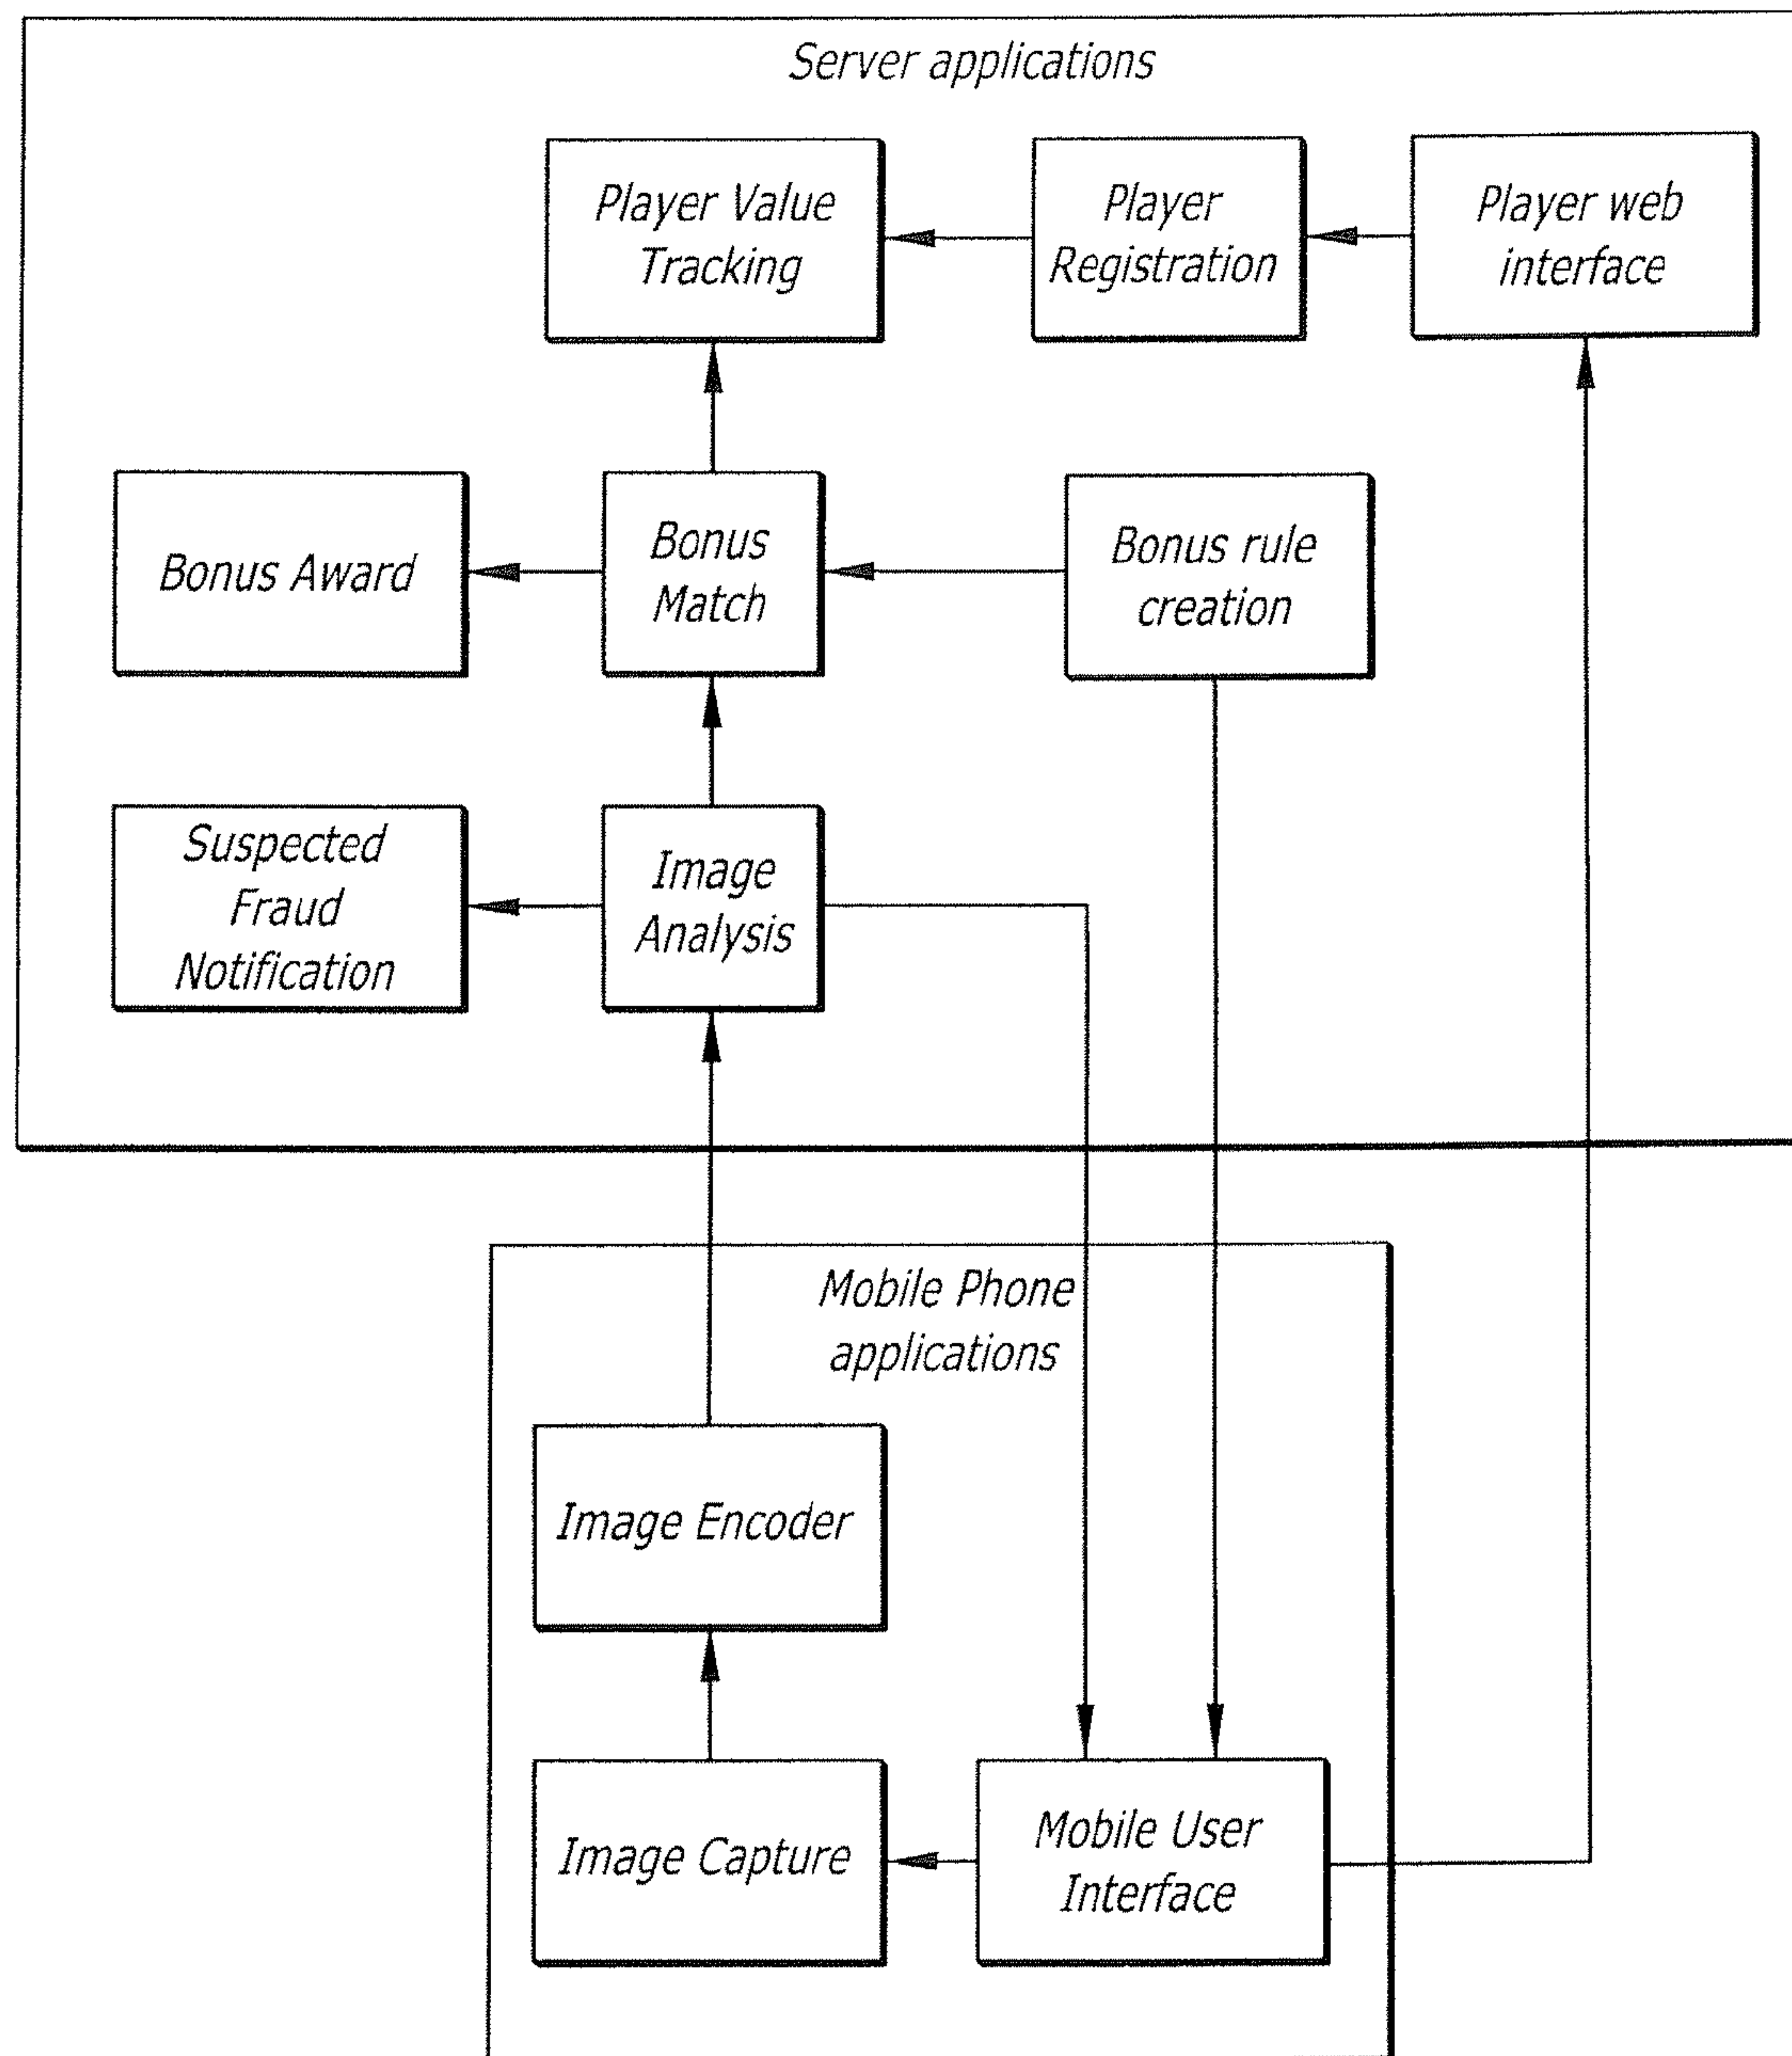 Server applications
Player Value
Tracking
Player
Registration
Player web
interface
Bonus Award
Bonus
Match
Bonus rule
creation
Suspected
Fraud
Notification
Image
Analysis
Mobile Phone
applications
Image Encoder
Image Capture
Mobile User
Interface